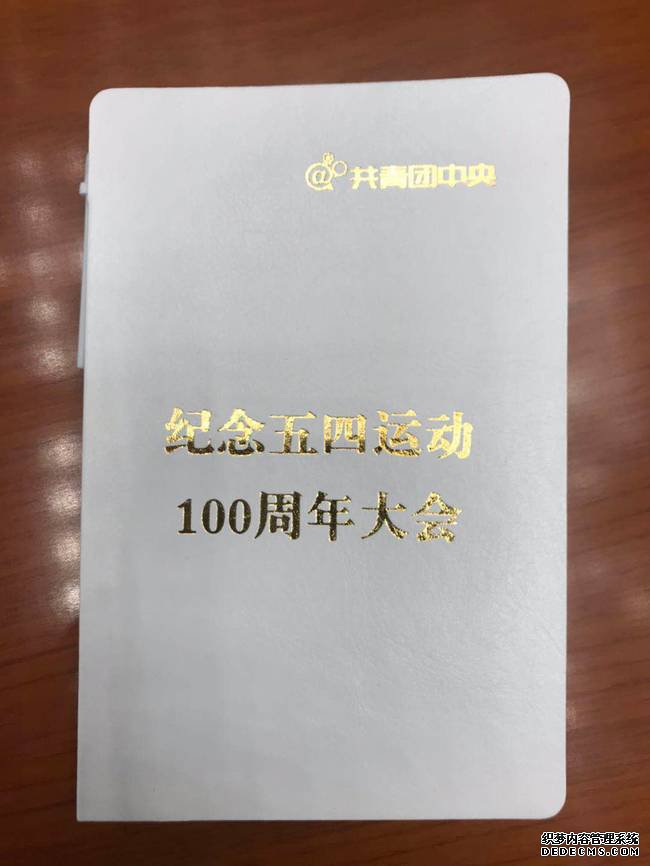 @共青团中央
纪念五四运动
100周年大会
织梦内容管理系统
DEDECMS.COM